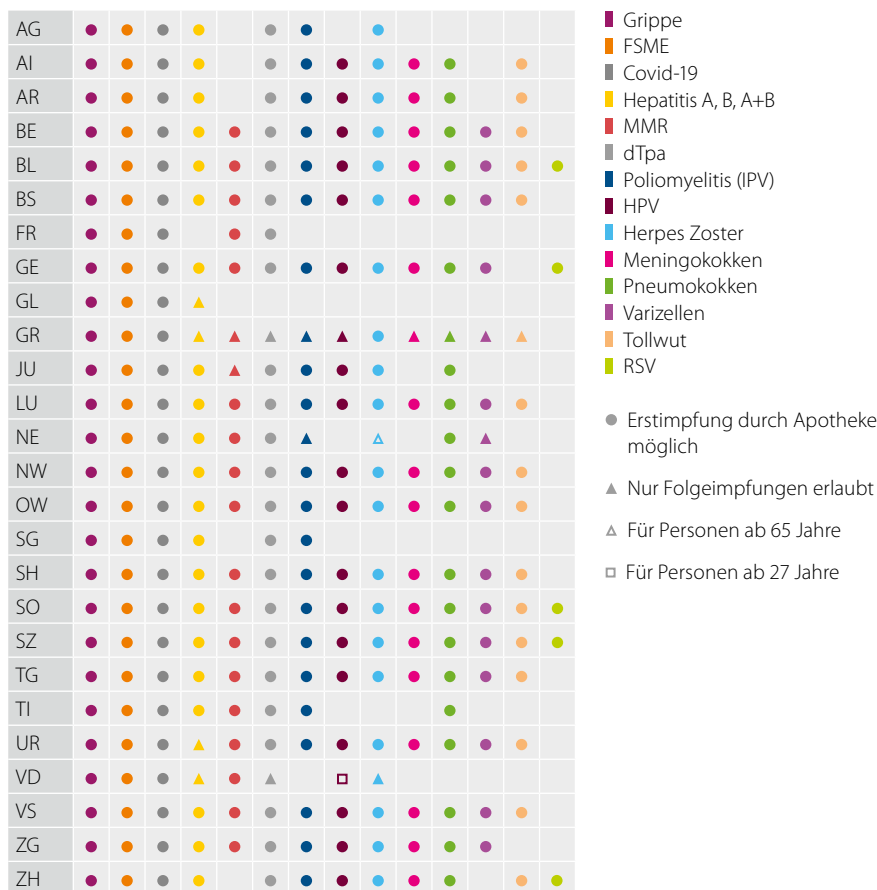 AG
AI
AR
BE
BL
BS
FR
GE
GL
GR
JU
LU
NE
NW
OW
SG
SH
SO
SZ
TG
TI
UR
VD
VS
ZG
ZH
Grippe
FSME
Covid-19
Hepatitis A, B, A+B
MMR
dTpa
Poliomyelitis (IPV)
HPV
Herpes Zoster
Meningokokken
Pneumokokken
Varizellen
Tollwut
RSV
Erstimpfung durch Apotheke
möglich
Nur Folgeimpfungen erlaubt
Für Personen ab 65 Jahre
Für Personen ab 27 Jahre